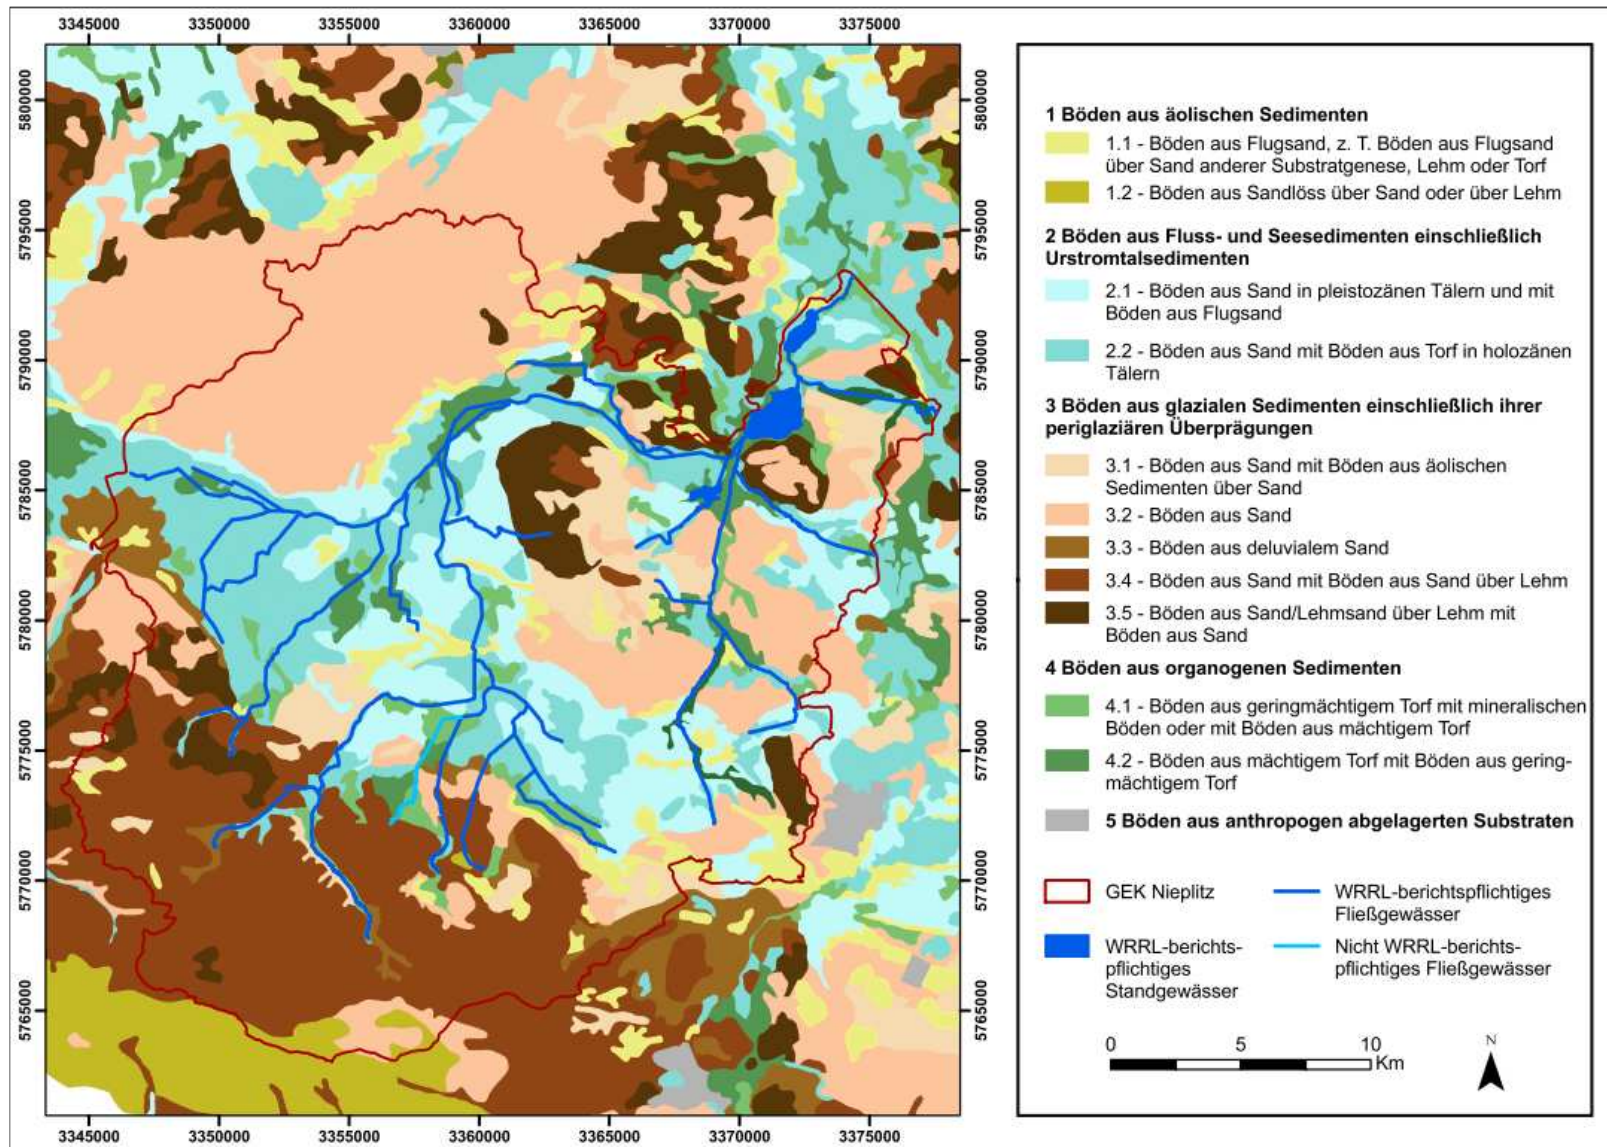 3345000 3350000 3355000 3360000 3365000 3370000 3375000
5800000
5795000
5790000
5785000
5780000
5775000
5770000
5765000
5800000
5795000
5790000
5785000
5780000
5775000
5770000
5765000
3345000 3350000 3355000 3360000 3365000 3370000 3375000
1 Böden aus äolischen Sedimenten
1.1 - Böden aus Flugsand, z. T. Böden aus Flugsand
über Sand anderer Substratgenese, Lehm oder Torf
1.2 - Böden aus Sandlöss über Sand oder über Lehm
2 Böden aus Fluss- und Seesedimenten einschließlich
Urstromtalsedimenten
2.1 - Böden aus Sand in pleistozänen Tälern und mit
Böden aus Flugsand
2.2 - Böden aus Sand mit Böden aus Torf in holozänen
Tälern
3 Böden aus glazialen Sedimenten einschließlich ihrer
periglaziären Überprägungen
3.1 - Böden aus Sand mit Böden aus äolischen
Sedimenten über Sand
3.2 - Böden aus Sand
3.3 - Böden aus deluvialem Sand
3.4 - Böden aus Sand mit Böden aus Sand über Lehm
3.5 - Böden aus Sand/Lehmsand über Lehm mit
Böden aus Sand
4 Böden aus organogenen Sedimenten
4.1 - Böden aus geringmächtigem Torf mit mineralischen
Böden oder mit Böden aus mächtigem Torf
4.2 - Böden aus mächtigem Torf mit Böden aus gering-
mächtigem Torf
5 Böden aus anthropogen abgelagerten Substraten
GEK Nieplitz
WRRL-berichtspflichtiges
Fließgewässer
WRRL-berichts-
pflichtiges
Standgewässer
Nicht WRRL-berichts-
pflichtiges Fließgewässer
0 5 10
Km
N